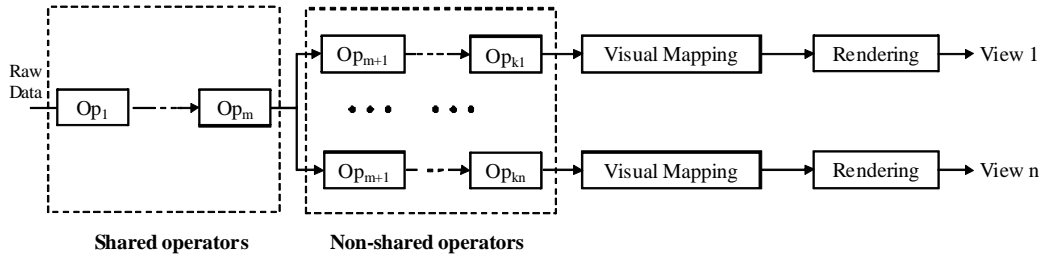 Raw
Data
Op1
Opm
Opm+1
Opk1
Visual Mapping
Rendering
View 1
Opm+1
Opkn
Visual Mapping
Rendering
View n
Shared operators
Non-shared operators